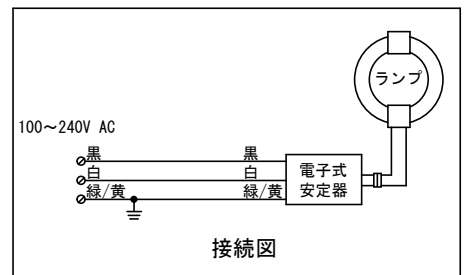 ランプ
100～240V AC
黒 黒
白 白
緑/黄 緑/黄
電子式
安定器
接続図